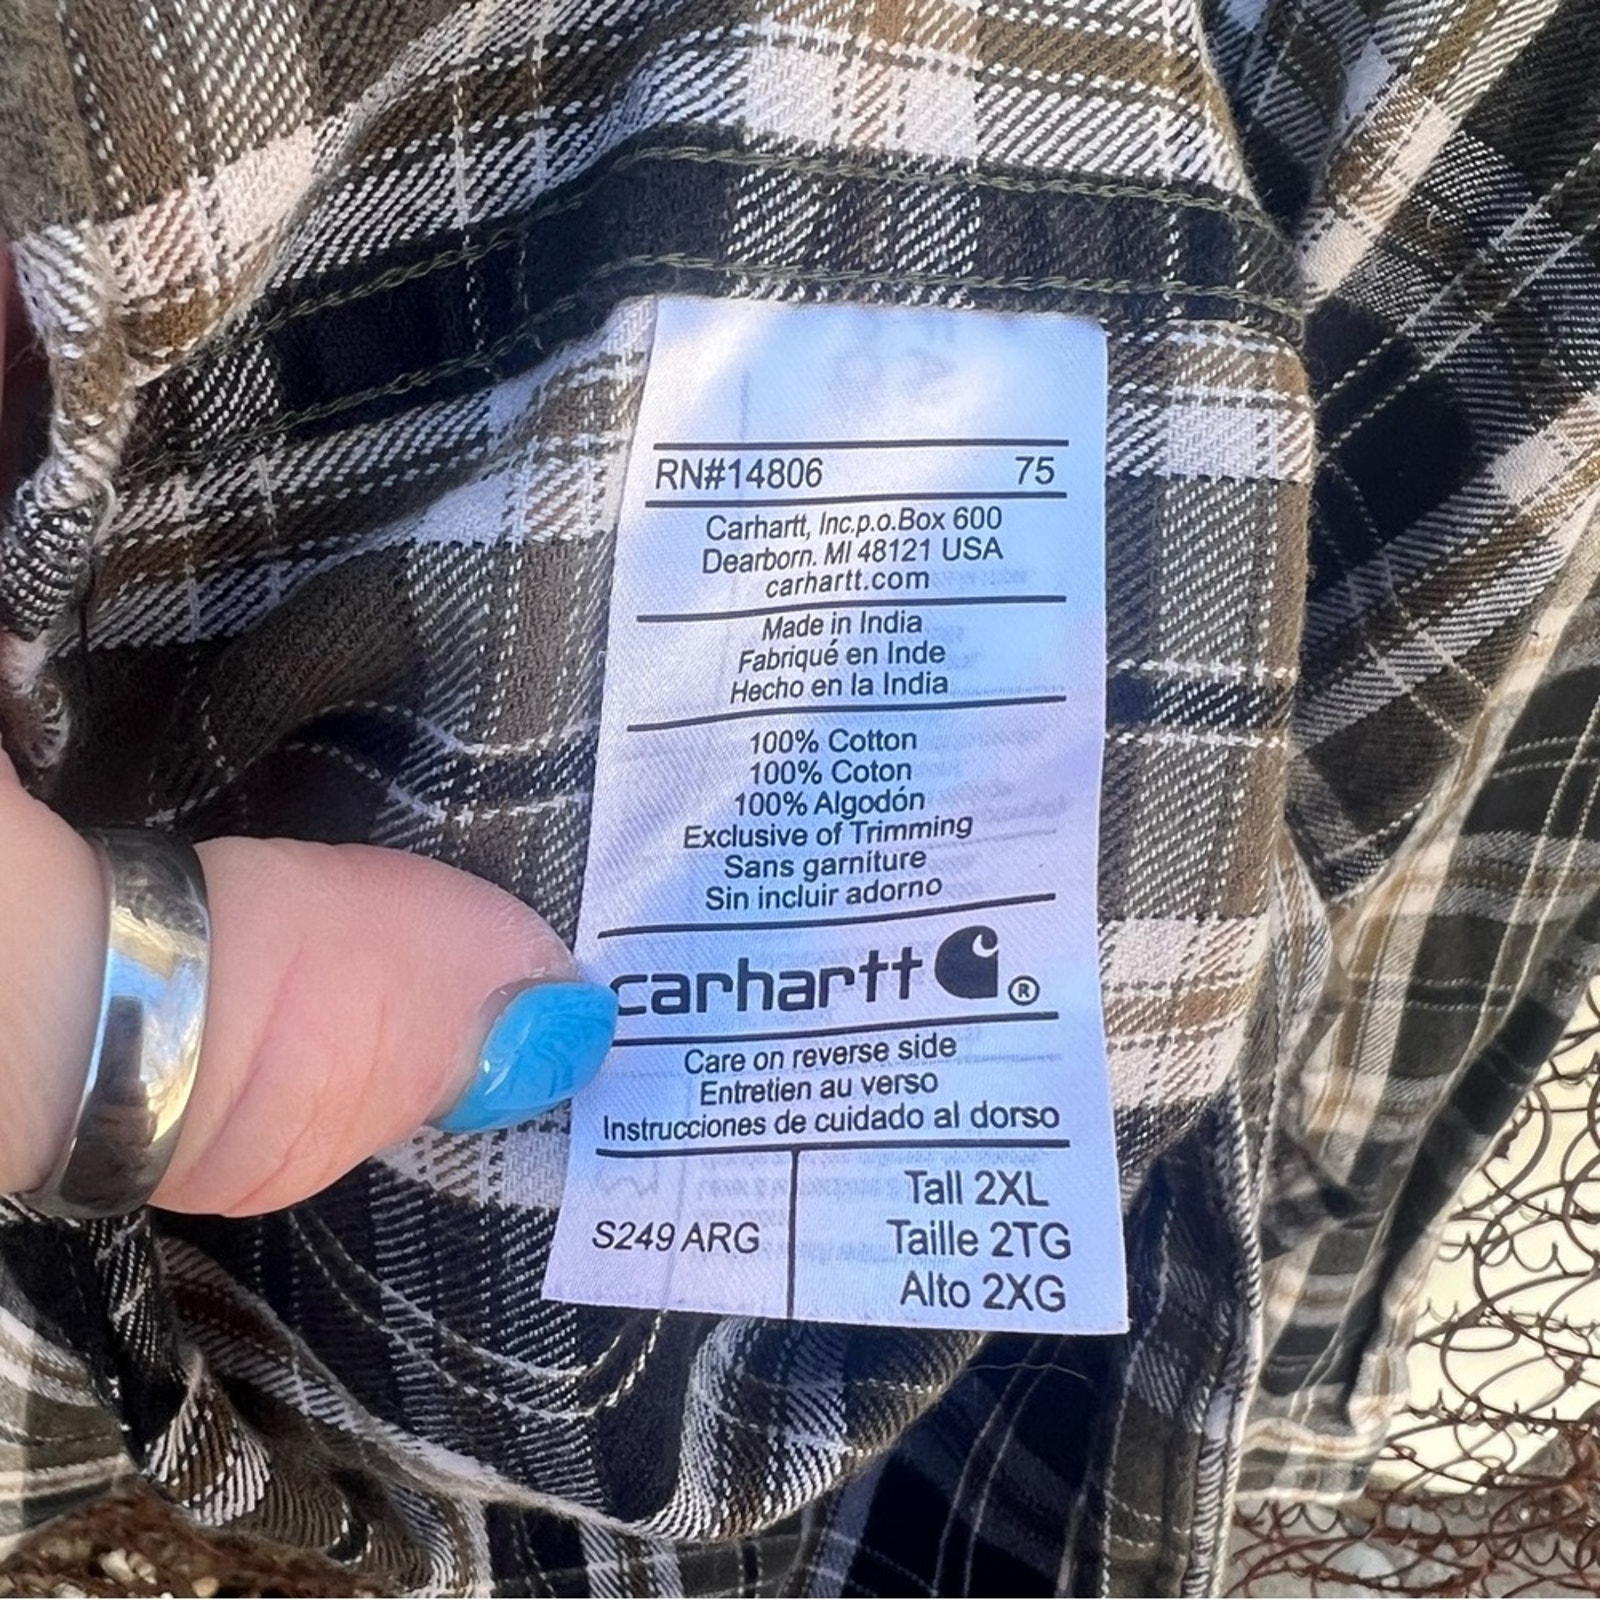 RN#14806 75
Carhartt, Inc.p.o.Box 600
Dearborn. MI 48121 USA
carhartt.com
Made in India
Fabriqué en Inde
Hecho en la India
100% Cotton
100% Coton
100% Algodón
Exclusive of Trimming
Sans garniture
Sin incluir adorno
carhartt ®
Care on reverse side
Entretien au verso
Instrucciones de cuidado al dorso
Tall 2XL
S249 ARG Taille 2TG
Alto 2XG